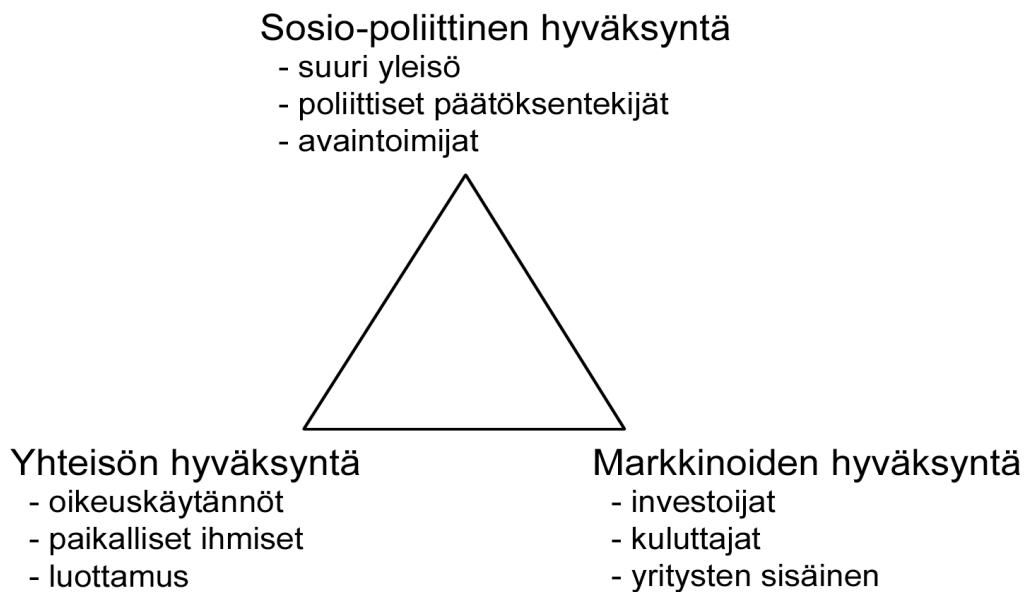 Sosio-poliittinen hyväksyntä
- suuri yleisö
- poliittiset päätöksentekijät
- avaintoimijat
Yhteisön hyväksyntä
- oikeuskäytännöt
- paikalliset ihmiset
- luottamus
Markkinoiden hyväksyntä
- investoijat
- kuluttajat
- yritysten sisäinen